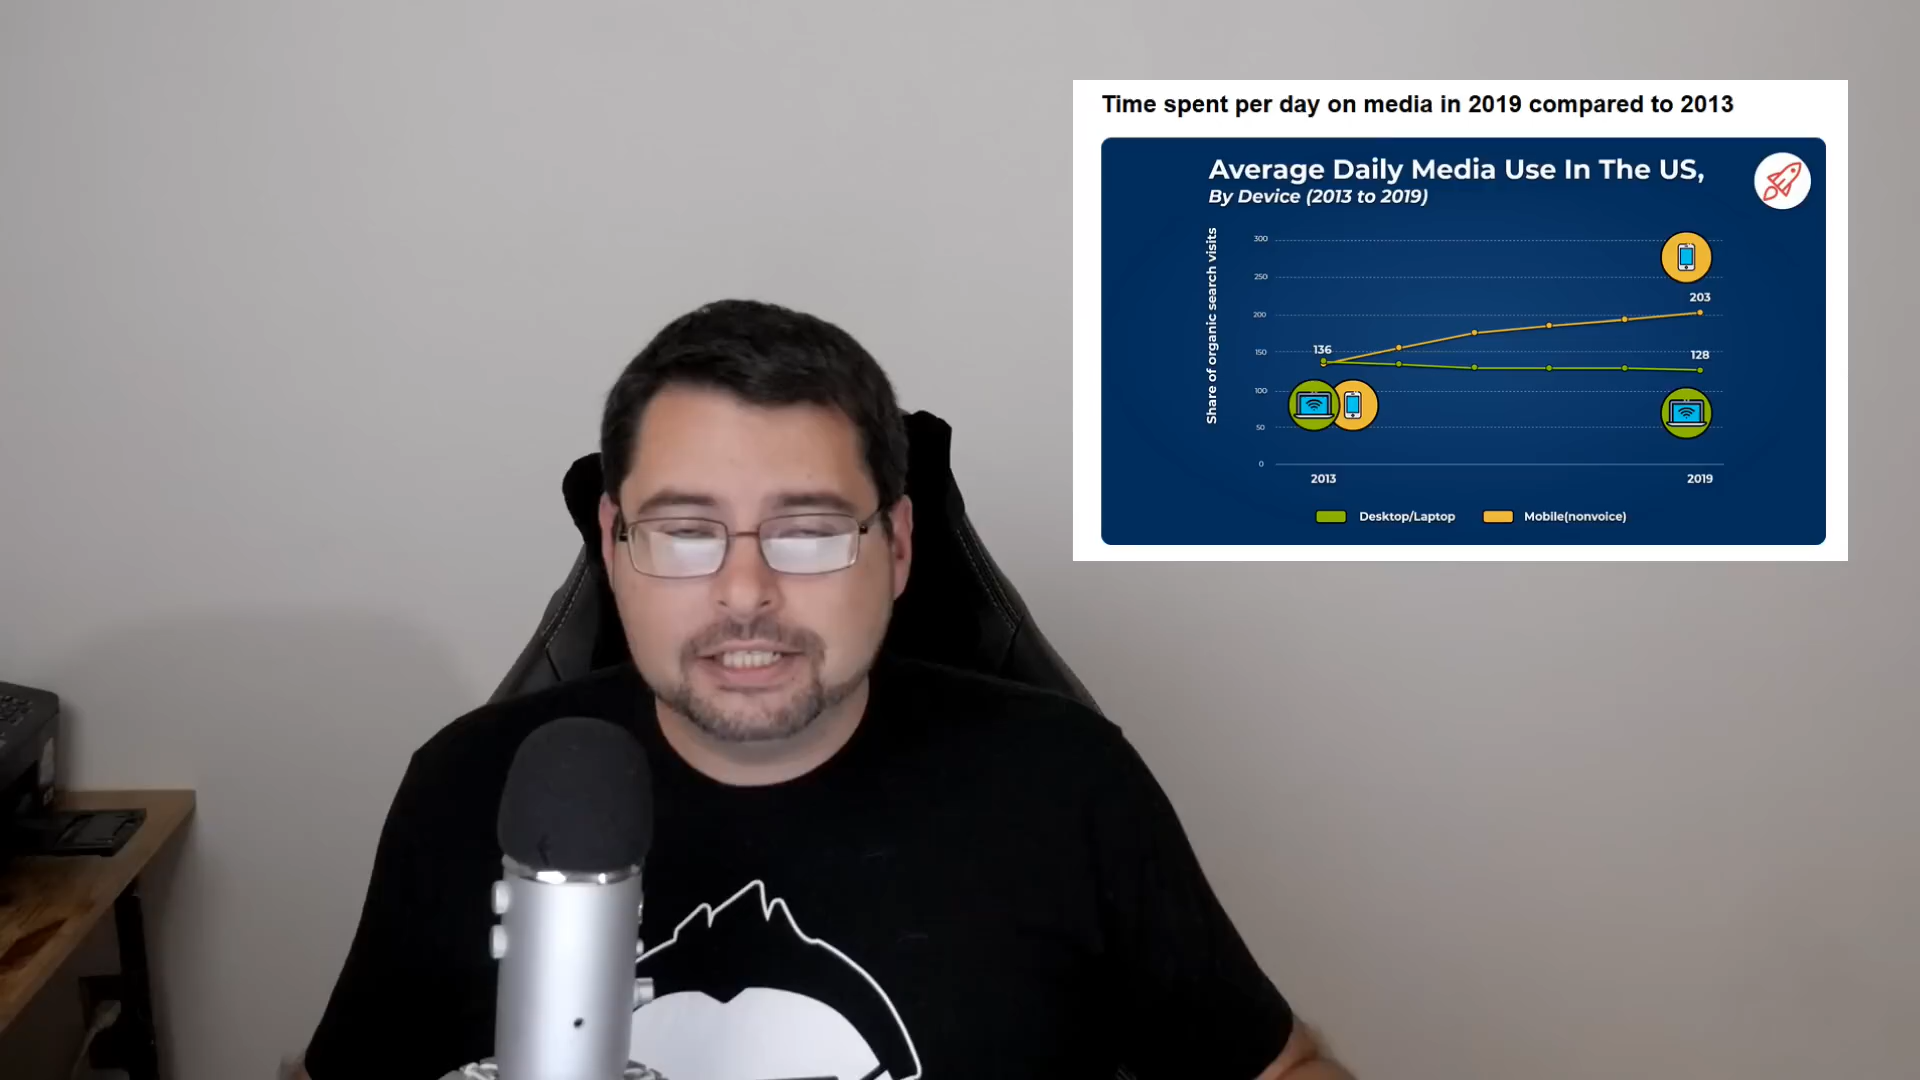 Time spent per day on media in 2019 compared to 2013
Average Daily Media Use In The US,
By Device (2013 to 2019)
Share of organic search visits
300
250
200
150
100
50
0
136
203
128
2013
2019
Desktop/Laptop
Mobile(nonvoice)